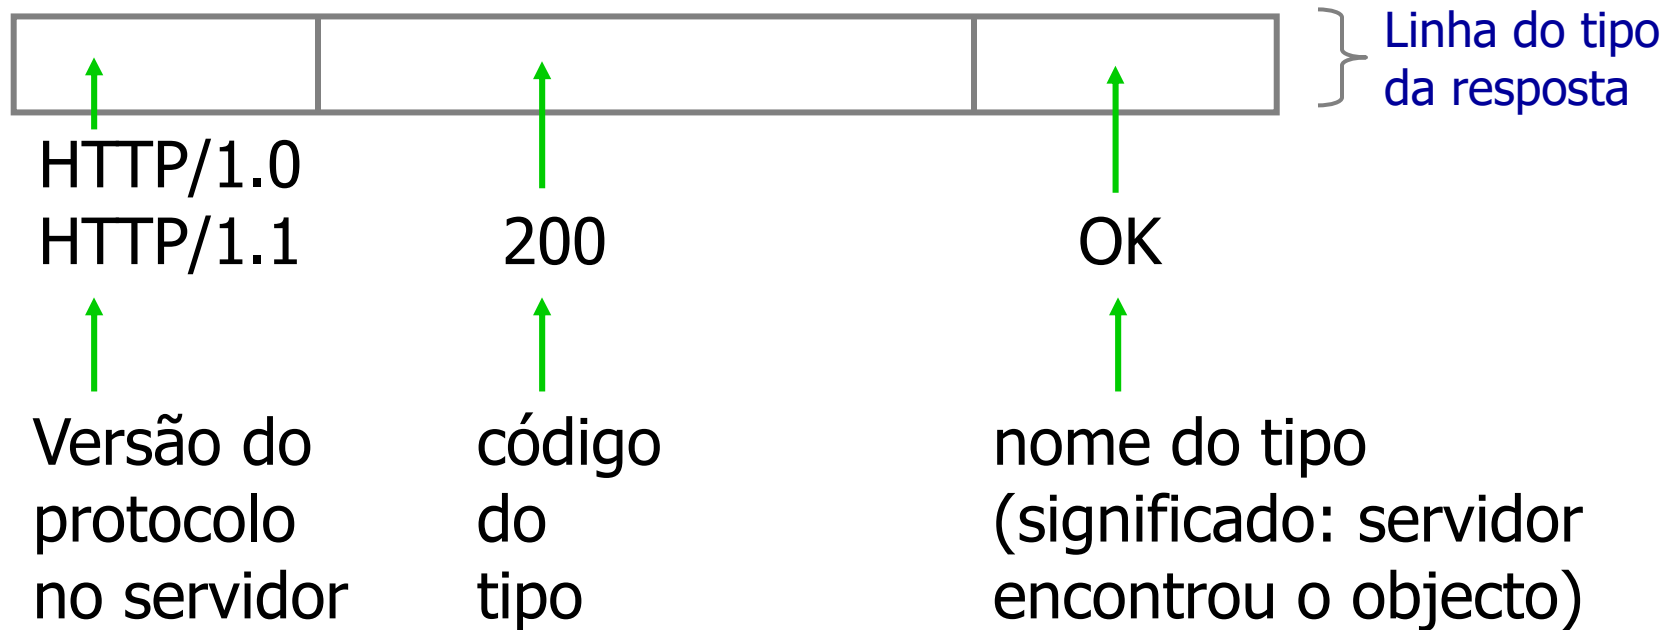 Linha do tipo
da resposta
HTTP/1.0
HTTP/1.1
200
OK
Versão do
protocolo
no servidor
código
do
tipo
nome do tipo
(significado: servidor
encontrou o objecto)